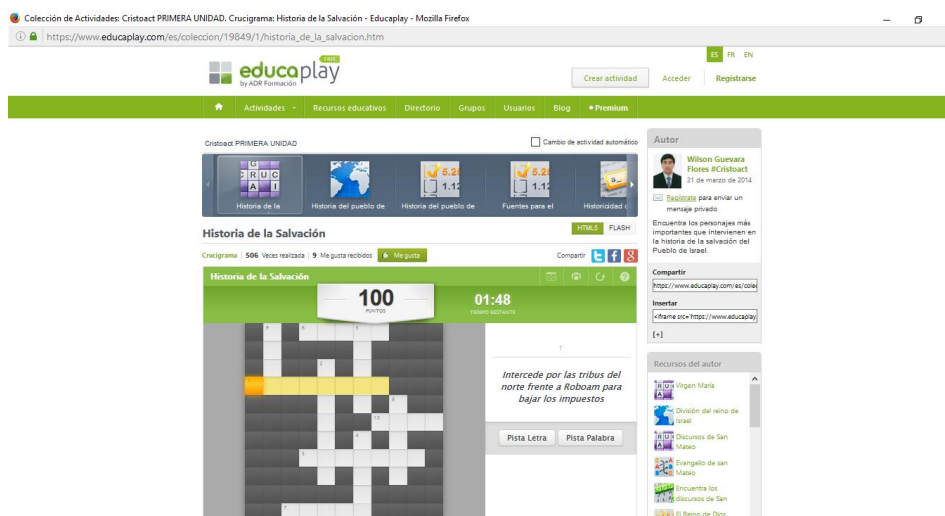 Colección de Actividades: Cristoact PRIMERA UNIDAD. Crucigrama: Historia de la Salvación - Educaplay - Mozilla Firefox
https://www.educaplay.com/es/coleccion/19849/1/historia_de_la_salvacion.htm
ES FR EN
FREE
educaplay
by ADR Formación
Crear actividad Acceder Registrarse
Actividades Recursos educativos Directorio Grupos Usuarios Blog Premium
Cristoact PRIMERA UNIDAD
Cambio de actividad automático
Historia de la
Historia del pueblo de
Historia del pueblo de
Fuentes para el
Historicidad
Historia de la Salvación
HTML5 FLASH
Crucigrama 506 Veces realizada 9 Me gusta recibidos Me gusta
Compartir
Historia de la Salvación
100
PUNTOS
01:48
TIEMPO RESTANTE
Intercede por las tribus del
norte frente a Roboam para
bajar los impuestos
Pista Letra Pista Palabra
Autor
Wilson Guevara
Flores #Cristoact
21 de marzo de 2014
Regístrate para enviar un
mensaje privado
Encuentra los personajes más
importantes que intervienen en
la historia de la salvación del
Pueblo de Israel.
Compartir
https://www.educaplay.com/es/colec
Insertar
<iframe src='https://www.educaplay.
[+]
Recursos del autor
Virgen María
División del reino de
Israel
Discursos de San
Mateo
Evangelio de san
Mateo
Encuentra los
discursos de San
El Reino de Dios